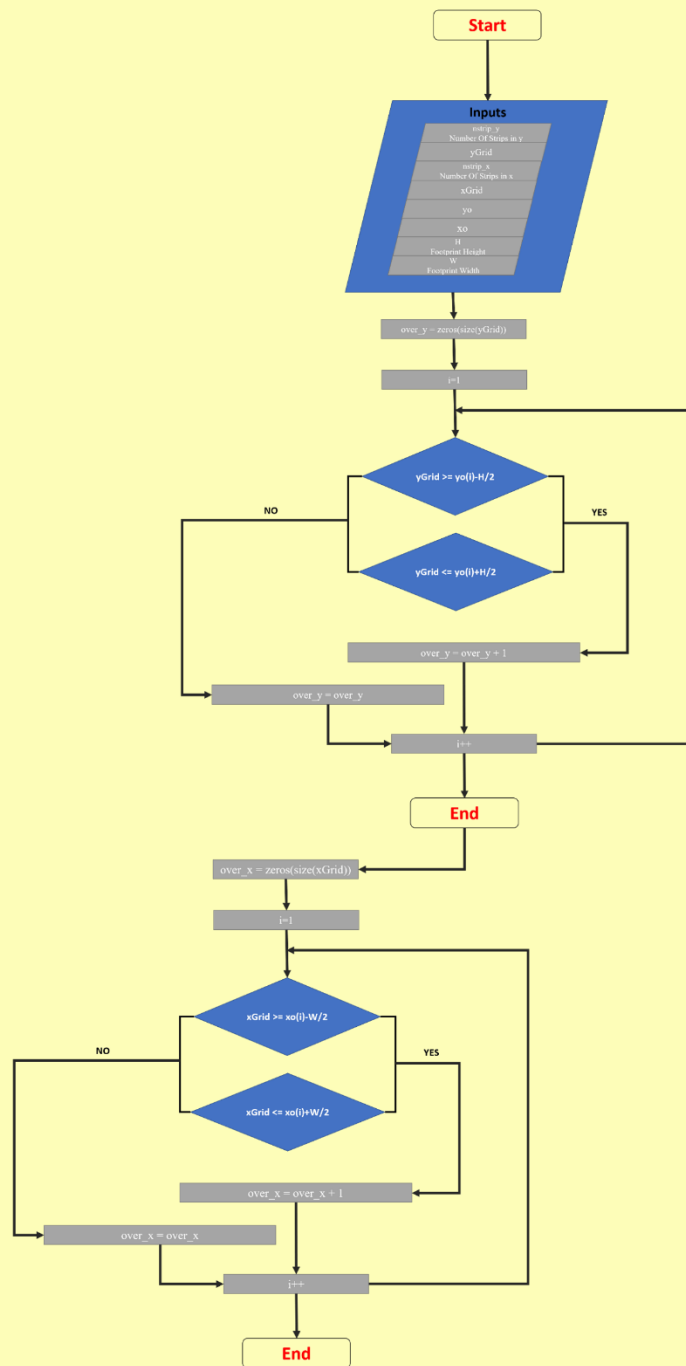 Start
Inputs
nstrip_y
Number Of Strips in y
yGrid
nstrip_x
Number Of Strips in x
xGrid
yo
xo
H
Footprint Height
W
Footprint Width
over_y = zeros(size(yGrid))
i=1
yGrid >= yo(i)-H/2
NO
YES
yGrid <= yo(i)+H/2
over_y = over_y + 1
over_y = over_y
i++
End
over_x = zeros(size(xGrid))
i=1
xGrid >= xo(i)-W/2
NO
YES
xGrid <= xo(i)+W/2
over_x = over_x + 1
over_x = over_x
i++
End